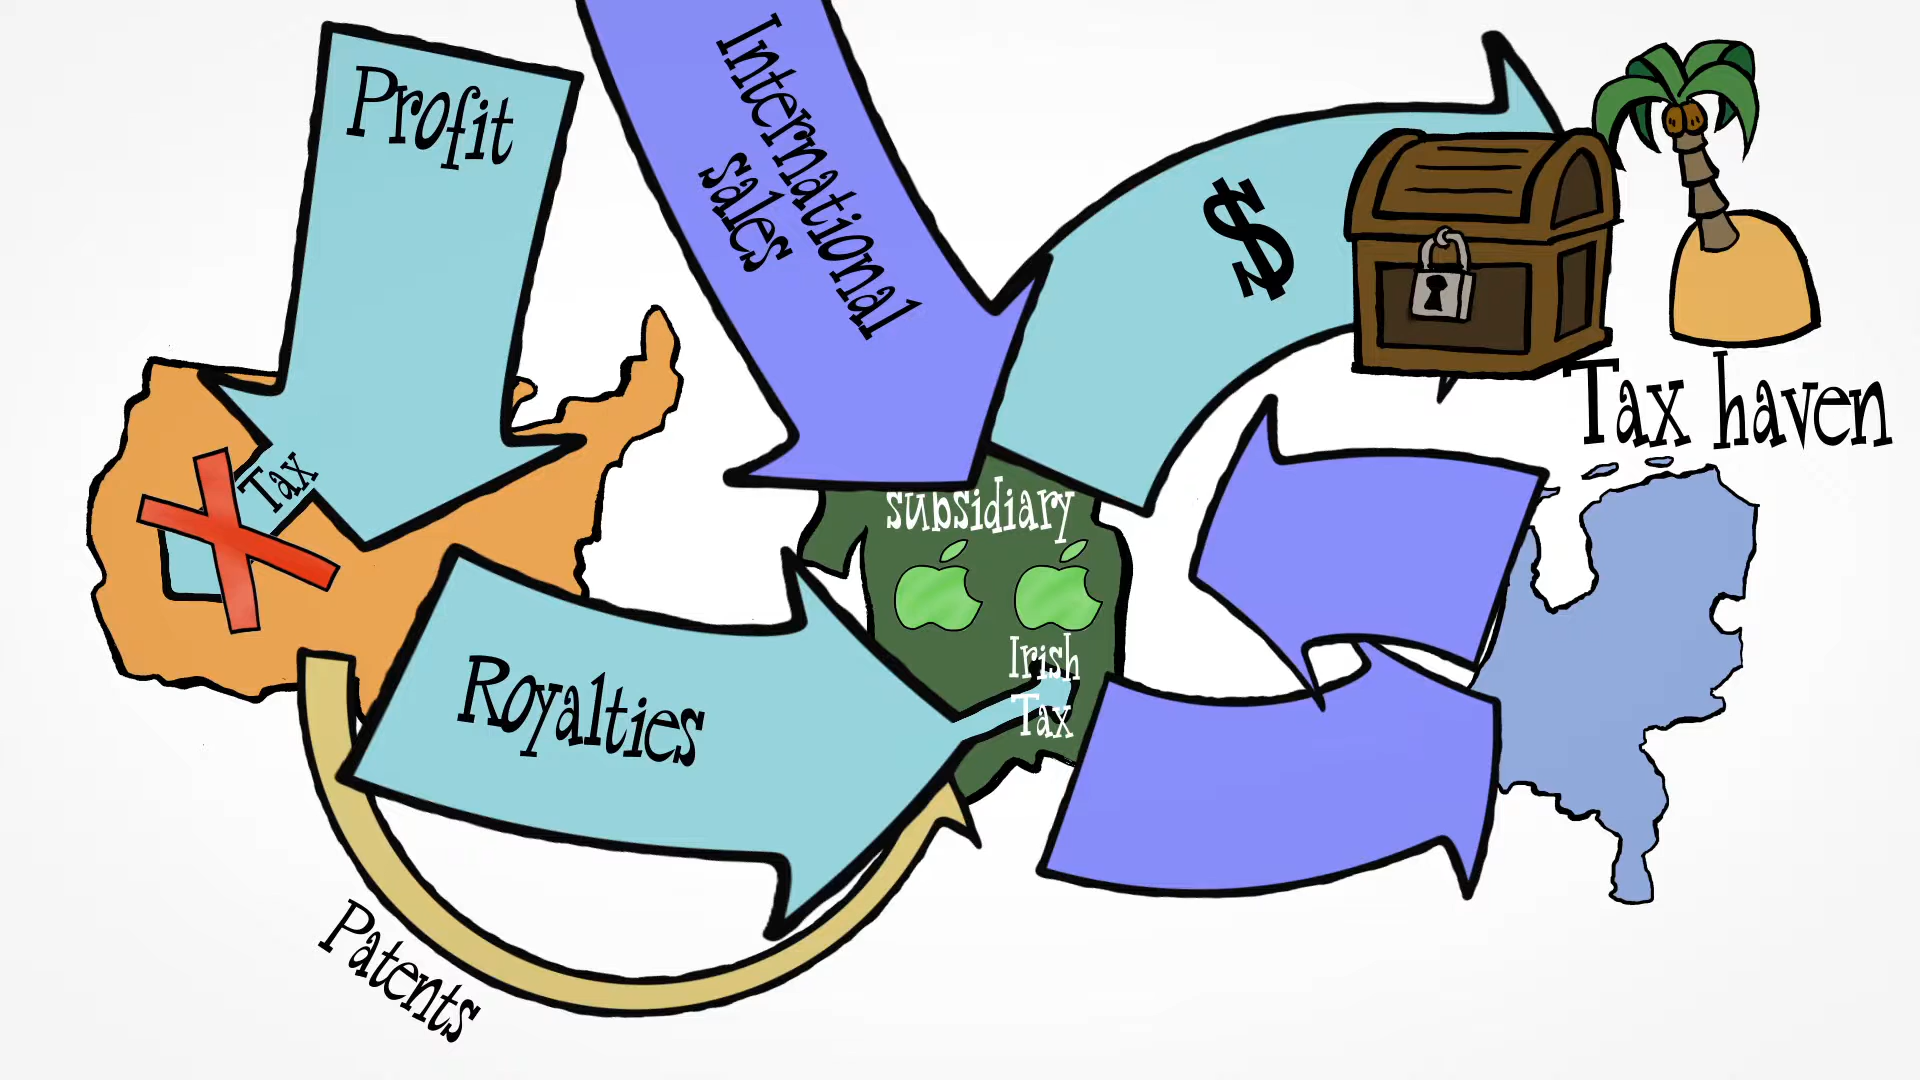 Profit
International
sales
$
Tax haven
Tax
subsidiary
Irish
Tax
Royalties
Patents